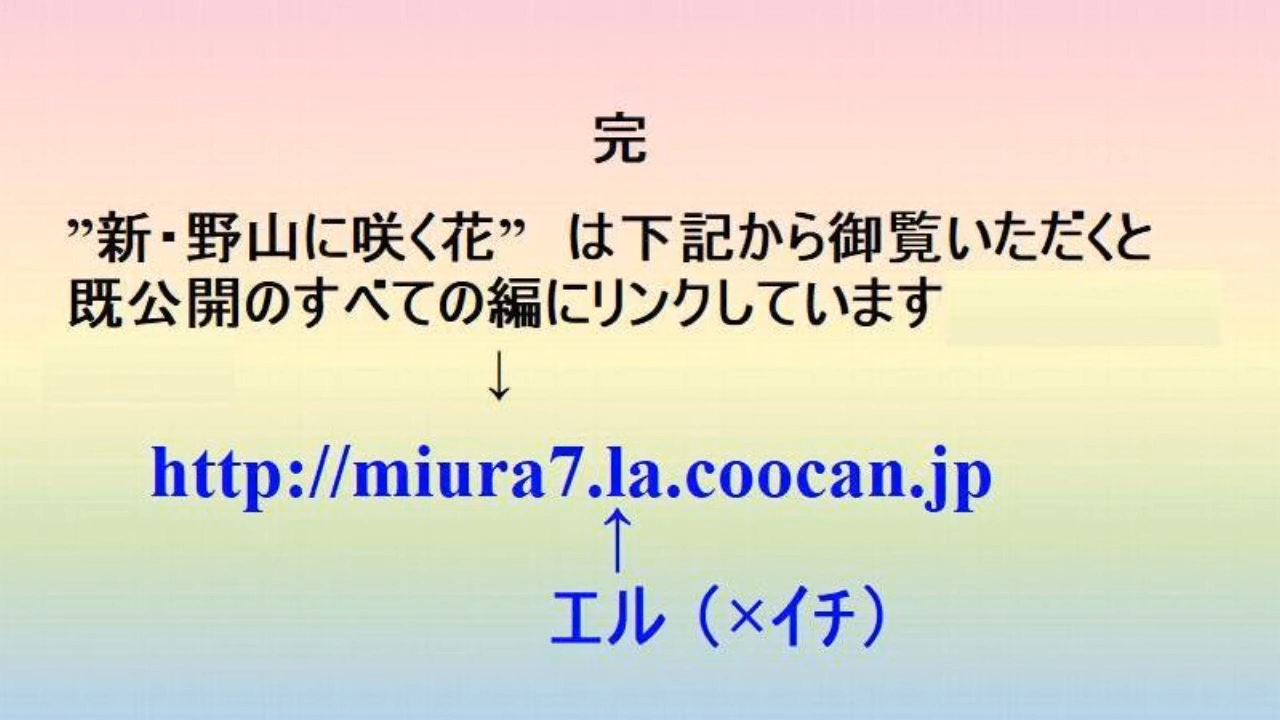 完
”新・野山に咲く花”　は下記から御覧いただくと
既公開のすべての編にリンクしています
↓
http://miura7.la.coocan.jp
↑
エル（×イチ）